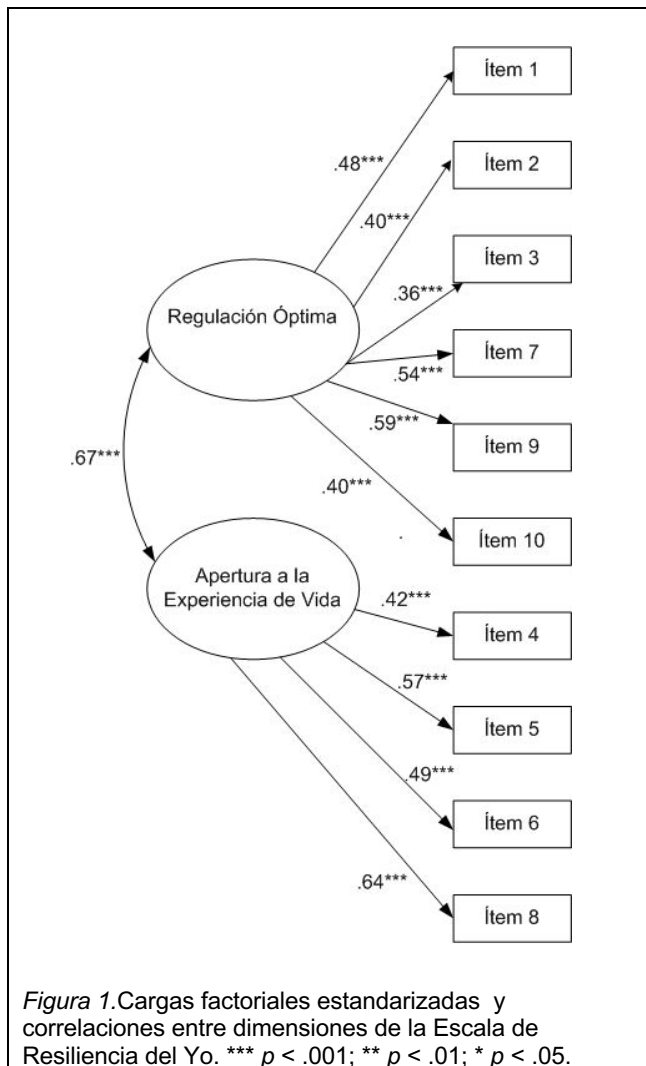 Ítem 1
.48***
Ítem 2
.40***
Ítem 3
.36***
Regulación Óptima
Ítem 7
.54***
Ítem 9
.59***
.67***
.40***
Ítem 10
.
Apertura a la
Experiencia de Vida
.42***
Ítem 4
.57***
Ítem 5
.49***
Ítem 6
.64***
Ítem 8
Figura 1.Cargas factoriales estandarizadas y
correlaciones entre dimensiones de la Escala de
Resiliencia del Yo. *** p < .001; ** p < .01; * p < .05.